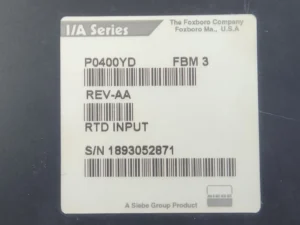 I/A Series
The Foxboro Company
Foxboro Ma., U.S.A
P0400YD FBM 3
REV-AA
RTD INPUT
S/N 1893052871
A Siebe Group Product